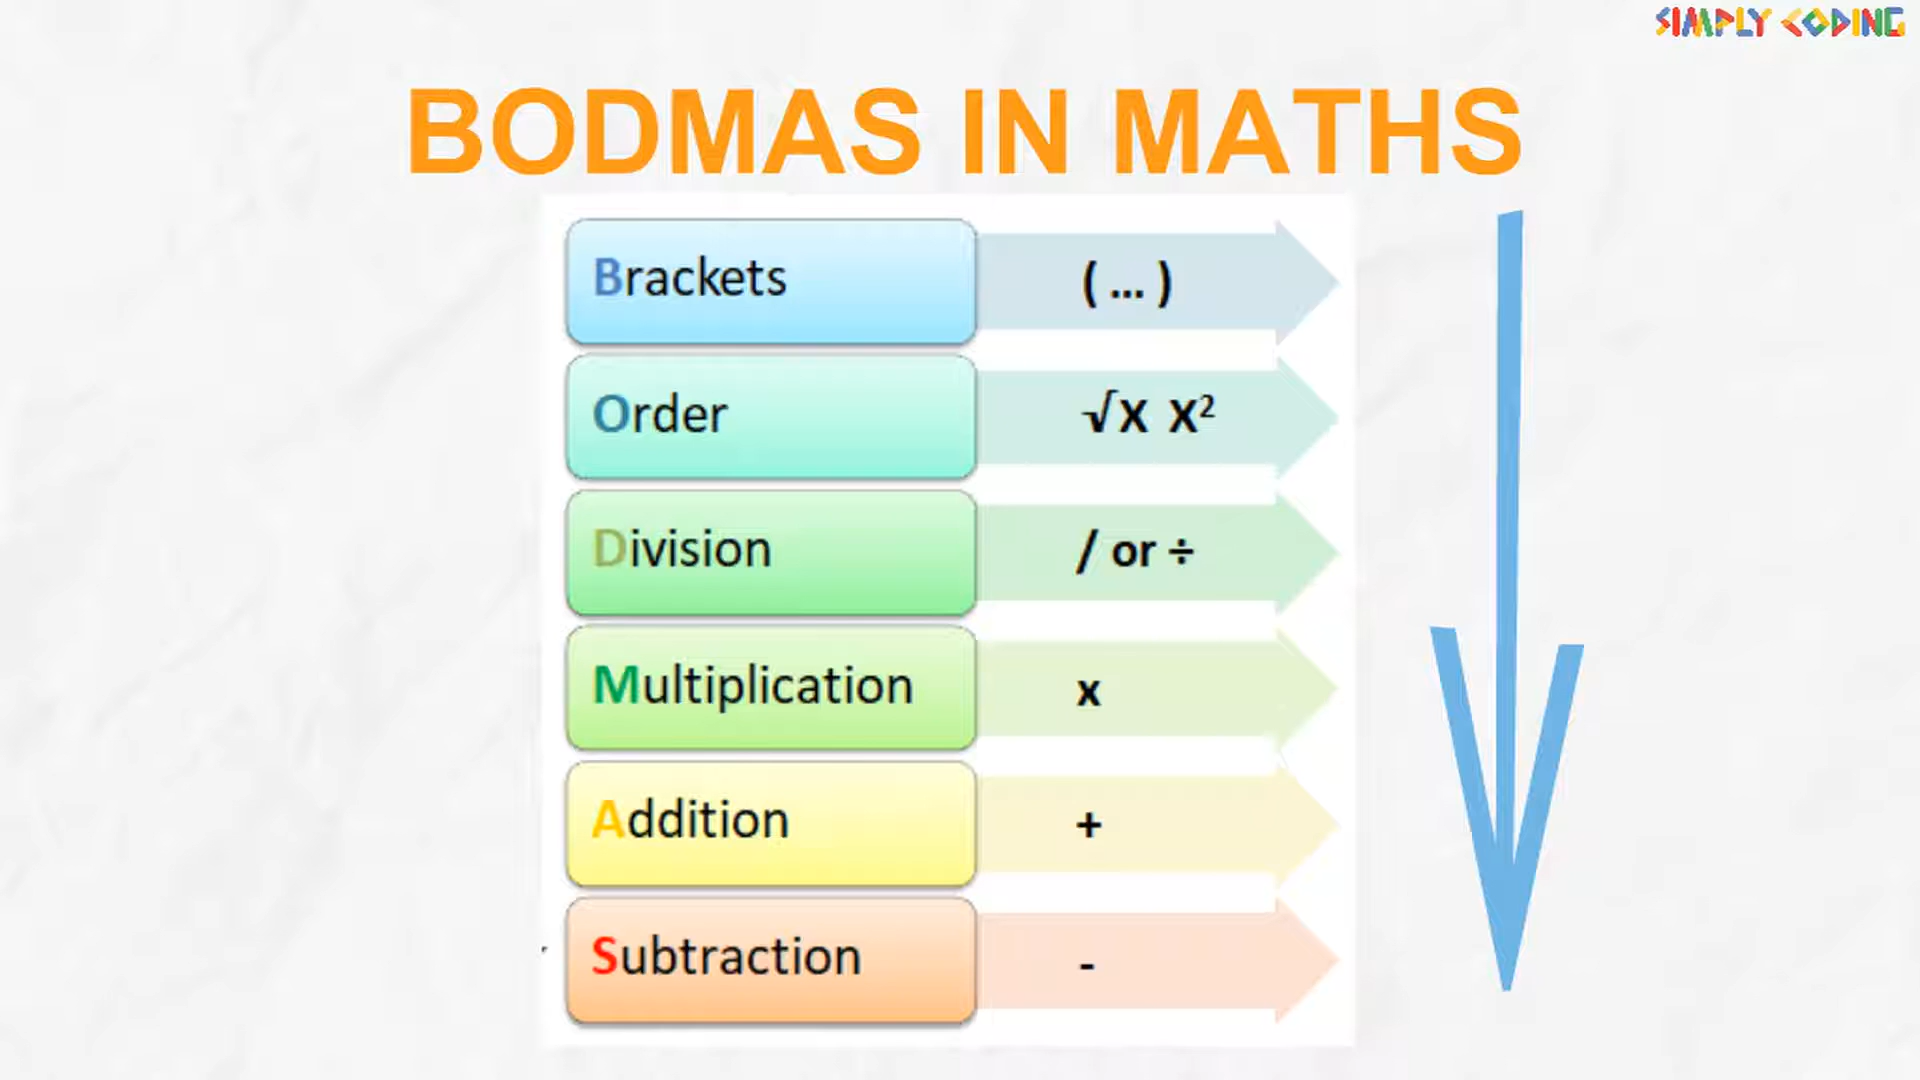 SIMPLY CODING
BODMAS IN MATHS
Brackets ( ... )
Order √X X²
Division / or ÷
Multiplication x
Addition +
Subtraction -